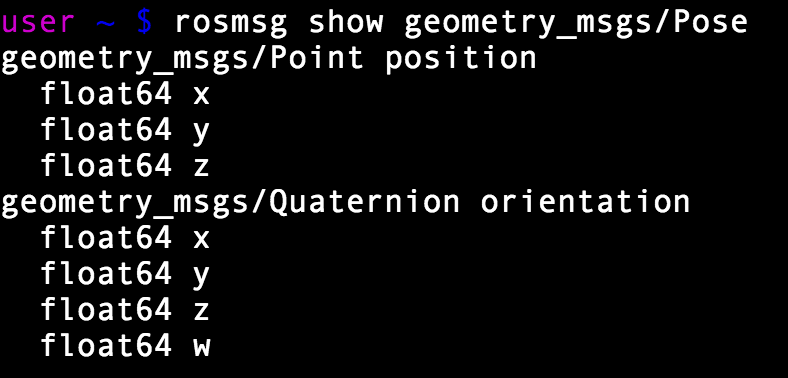 user ~ $ rosmsg show geometry_msgs/Pose
geometry_msgs/Point position
  float64 x
  float64 y
  float64 z
geometry_msgs/Quaternion orientation
  float64 x
  float64 y
  float64 z
  float64 w